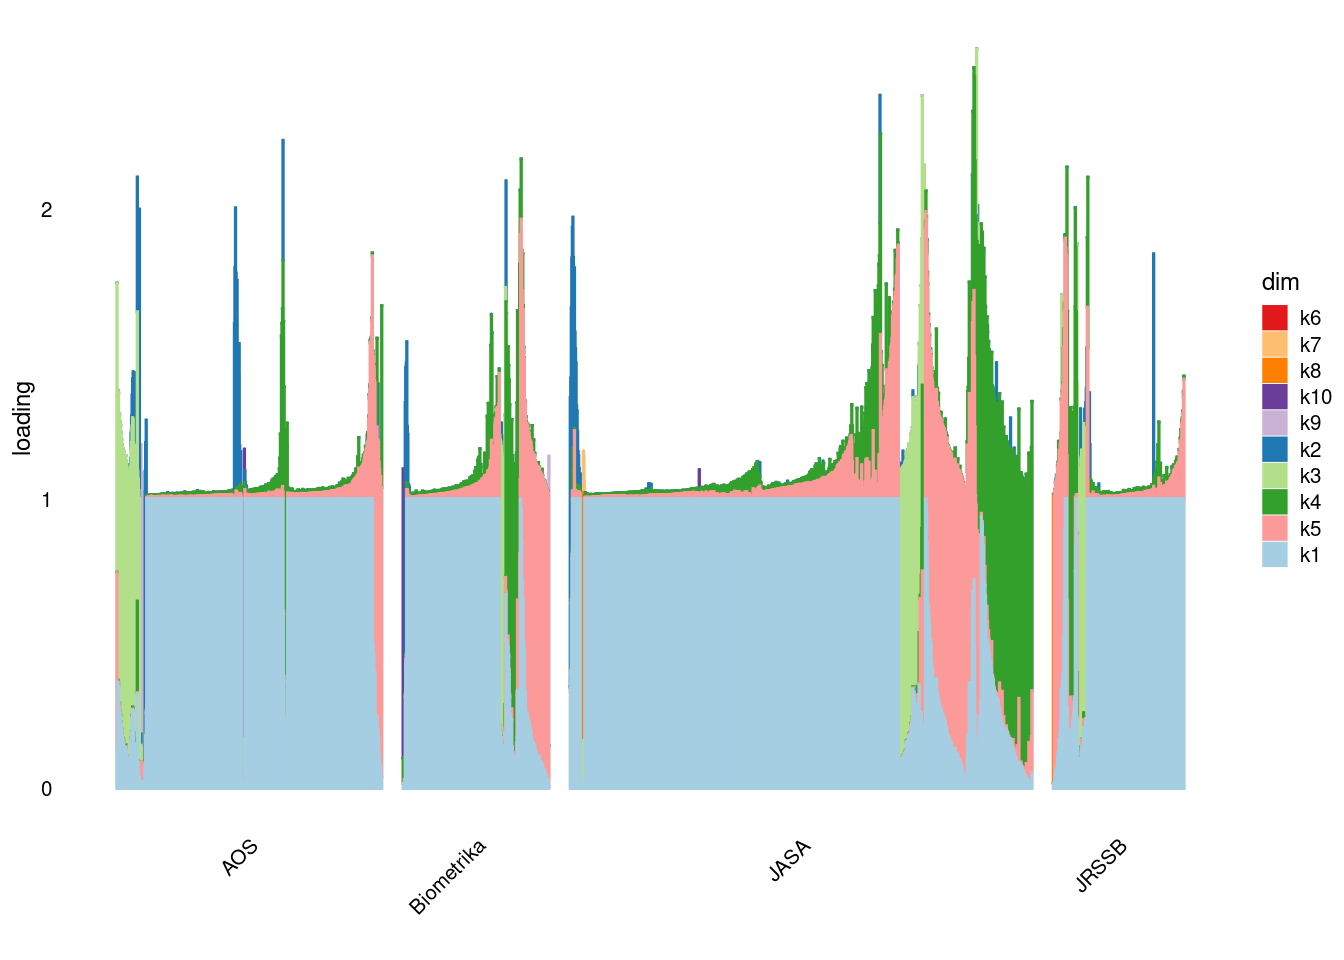 loading
2
1
0
AOS
Biometrika
JASA
JRSSB
dim
k6
k7
k8
k10
k9
k2
k3
k4
k5
k1